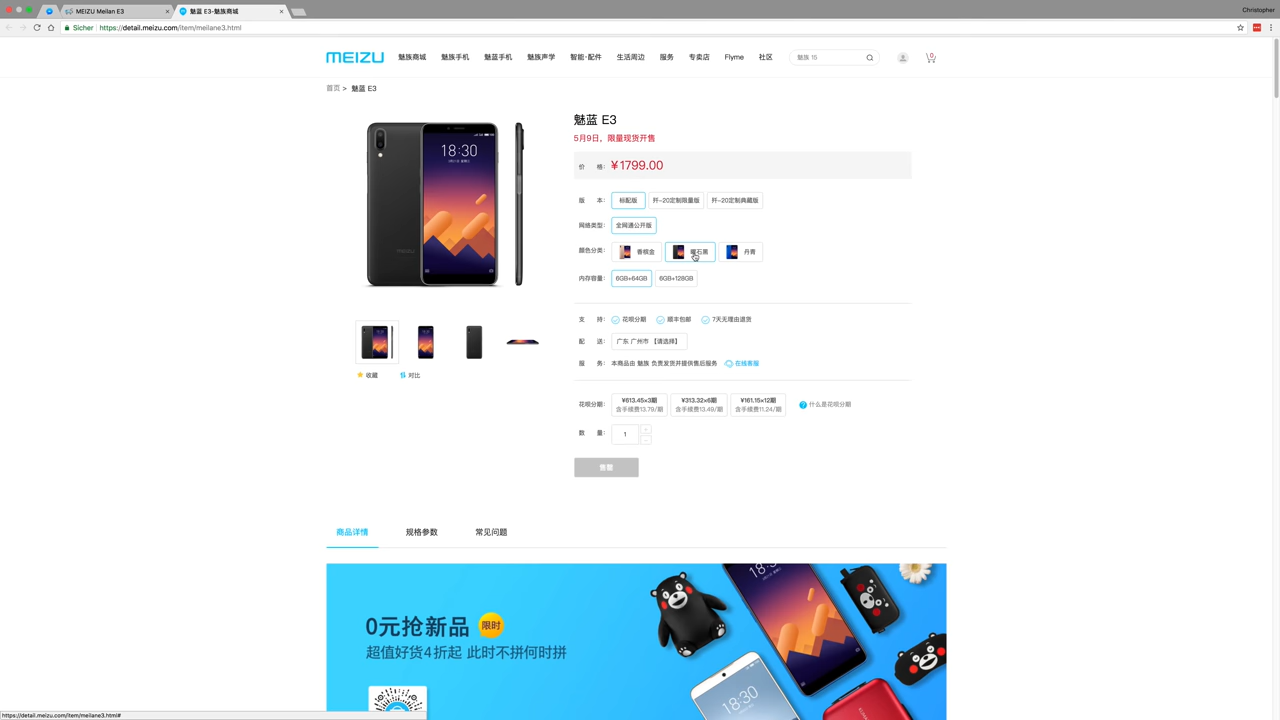 MEIZU Meilan E3
魅蓝 E3-魅族商城
Christopher
Sicher
https://detail.meizu.com/item/meilane3.html
MEIZU 魅族商城 魅族手机 魅蓝手机 魅族声学 智能·配件 生活周边 服务 专卖店 Flyme 社区
魅族 15
0
首页 > 魅蓝 E3
魅蓝 E3
5月9日，限量现货开售
价 格： ¥1799.00
版 本： 标配版 歼-20定制限量版 歼-20定制典藏版
网络类型： 全网通公开版
颜色分类： 香槟金 曜石黑 丹青
内存容量： 6GB+64GB 6GB+128GB
支 持： 花呗分期 顺丰包邮 7天无理由退货
配 送： 广东 广州市 【请选择】
服 务： 本商品由 魅族 负责发货并提供售后服务 在线客服
花呗分期： ¥613.45×3期 ¥313.32×6期 ¥161.15×12期
含手续费13.79/期 含手续费13.49/期 含手续费11.24/期
? 什么是花呗分期
数 量： 1 + -
售罄
18:30
MEIZU
收藏 对比
商品详情 规格参数 常见问题
0元抢新品 限时
超值好货4折起 此时不拼何时拼
18:30
18:30
https://detail.meizu.com/item/meilane3.html#